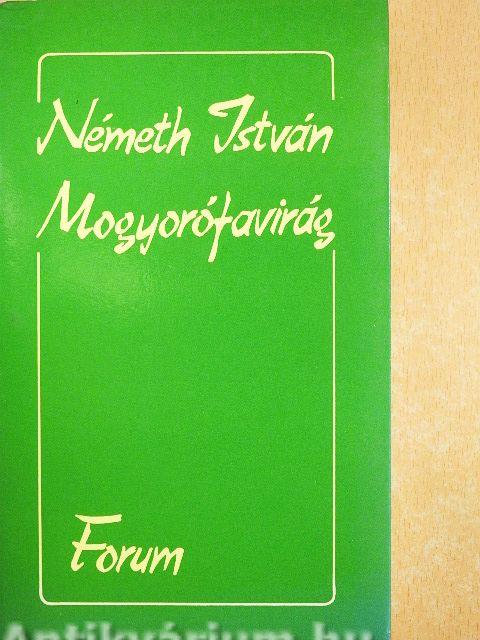 Németh István
Mogyorófavirág
Forum
Antikvárium.hu